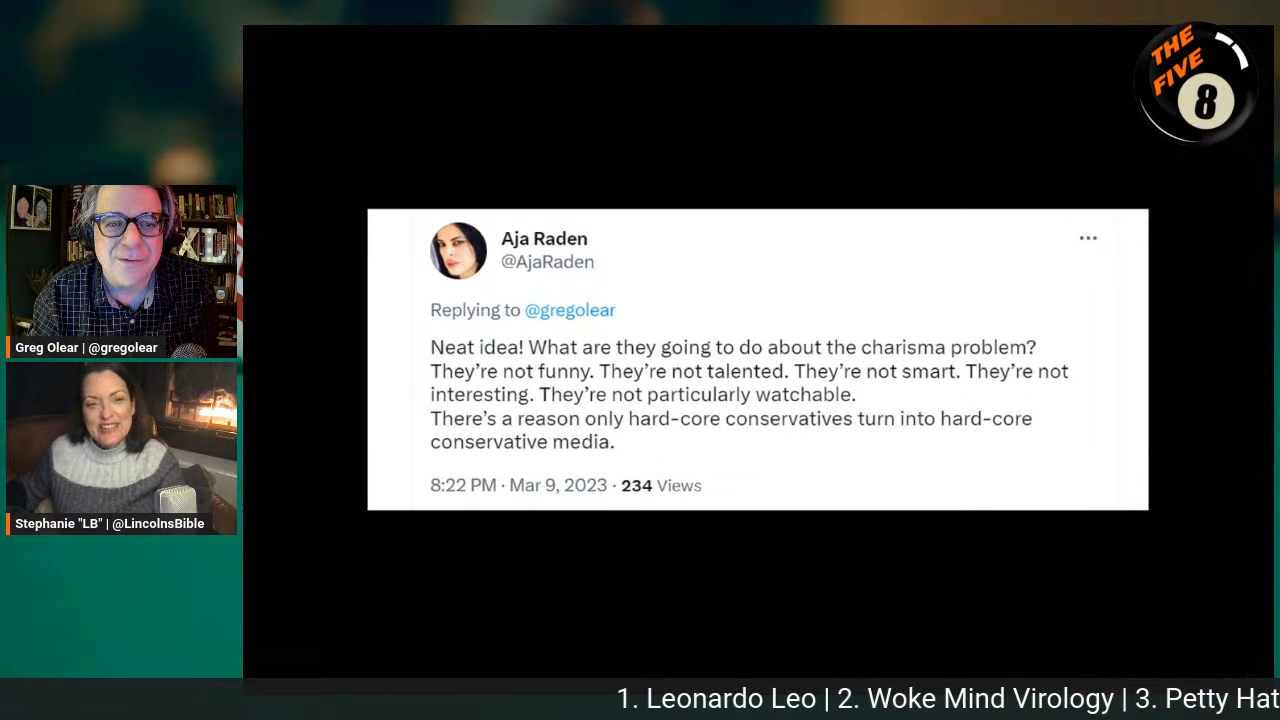 THE
FIVE
8
XL
Greg Olear | @gregolear
Stephanie "LB" | @LincolnsBible
Aja Raden
@AjaRaden
Replying to @gregolear
Neat idea! What are they going to do about the charisma problem?
They’re not funny. They’re not talented. They’re not smart. They’re not
interesting. They’re not particularly watchable.
There’s a reason only hard-core conservatives turn into hard-core
conservative media.
8:22 PM · Mar 9, 2023 · 234 Views
1. Leonardo Leo | 2. Woke Mind Virology | 3. Petty Hat